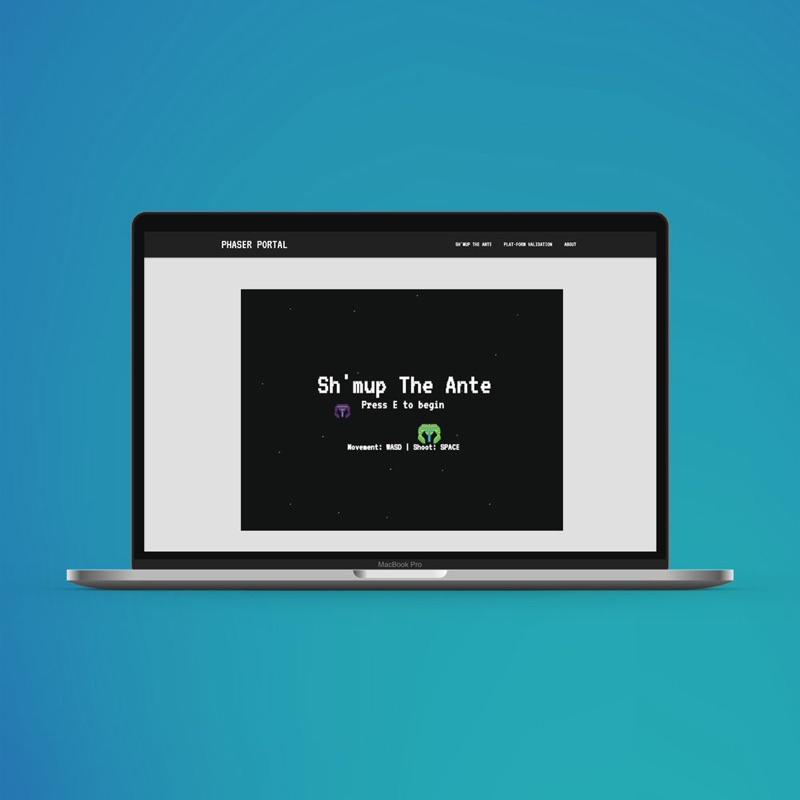 PHASER PORTAL
SH'MUP THE ANTE PLAT-FORM VALIDATION ABOUT
Sh'mup The Ante
Press E to begin
Movement: WASD | Shoot: SPACE
MacBook Pro